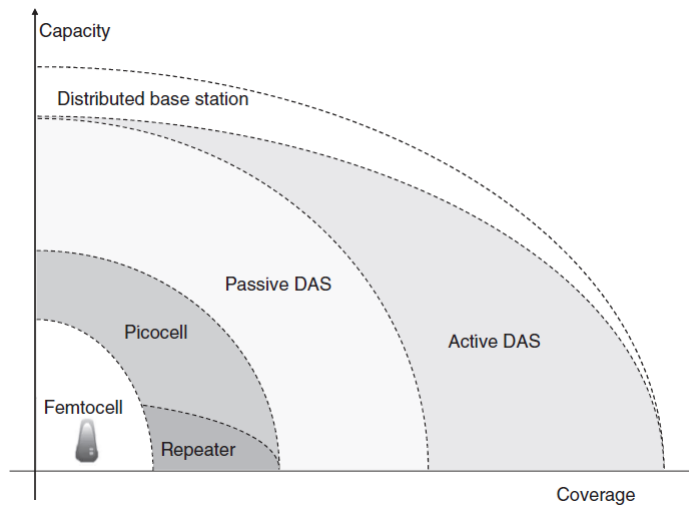 Capacity
Distributed base station
Passive DAS
Picocell
Active DAS
Femtocell
Repeater
Coverage